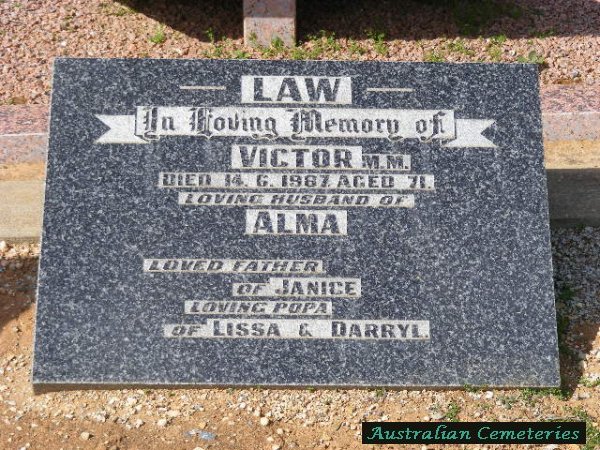 LAW
In Loving Memory of
VICTOR M.M.
DIED 14. 6. 1987, AGED 71.
LOVING HUSBAND OF
ALMA
LOVED FATHER
OF JANICE
LOVING POPA
OF LISSA & DARRYL.
Australian Cemeteries